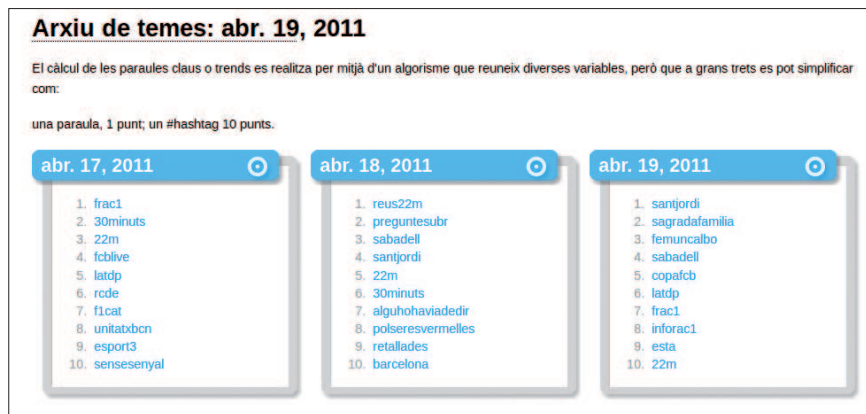 Arxiu de temes: abr. 19, 2011
El càlcul de les paraules claus o trends es realitza per mitjà d'un algorisme que reuneix diverses variables, però que a grans trets es pot simplificar
com:
una paraula, 1 punt; un #hashtag 10 punts.
abr. 17, 2011
1. frac1
2. 30minuts
3. 22m
4. fcblive
5. latdp
6. rcde
7. f1cat
8. unitatxbcn
9. esport3
10. sensesenyal
abr. 18, 2011
1. reus22m
2. preguntesubr
3. sabadell
4. santjordi
5. 22m
6. 30minuts
7. alguhohaviadedir
8. polseresvermelles
9. retallades
10. barcelona
abr. 19, 2011
1. santjordi
2. sagradafamilia
3. femuncalbo
4. sabadell
5. copafcb
6. latdp
7. frac1
8. inforac1
9. esta
10. 22m